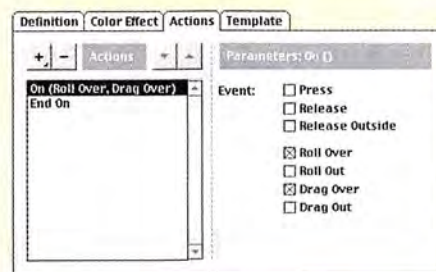 Definition Color Effect Actions Template
+ - Actions
Parameters: On ()
On (Roll Over, Drag Over)
End On
Event:
Press
Release
Release Outside
Roll Over
Roll Out
Drag Over
Drag Out